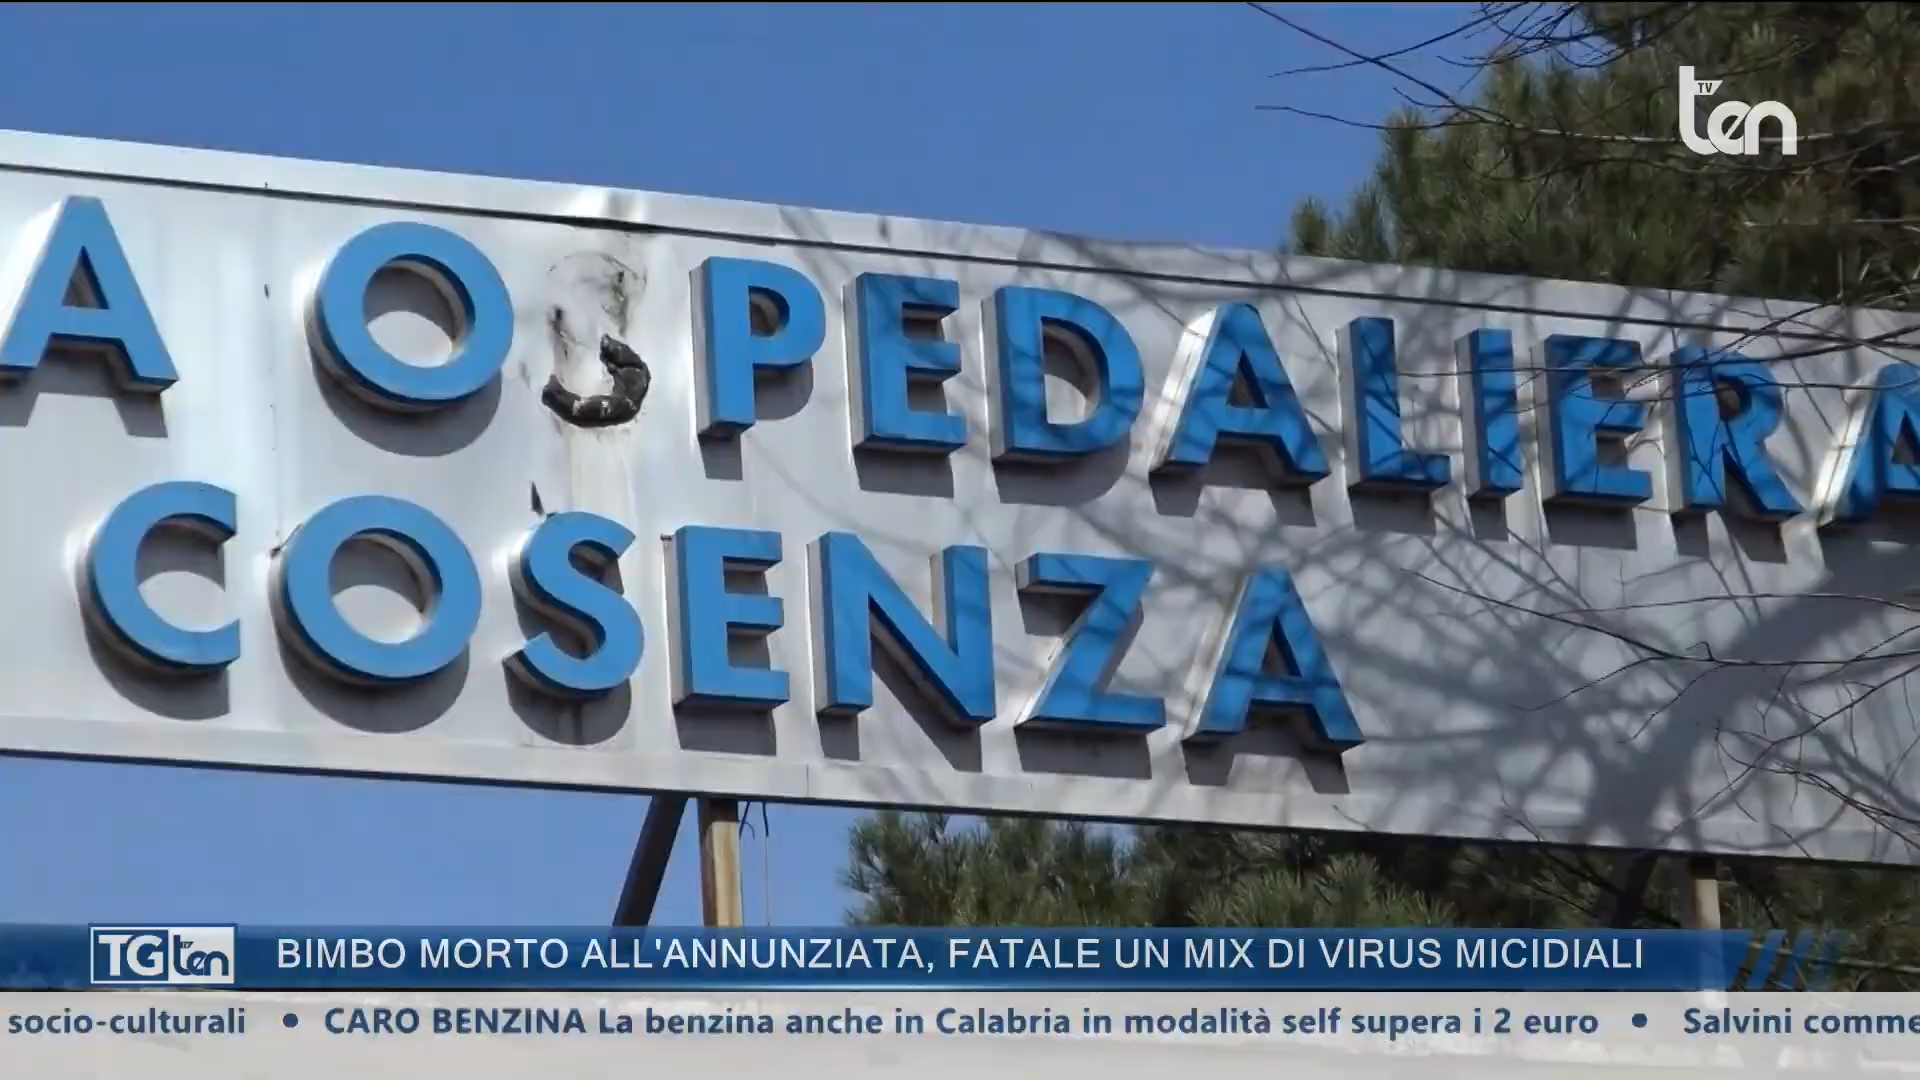 TV
ten
A OSPEDALIERA
COSENZA
TG ten
BIMBO MORTO ALL'ANNUNZIATA, FATALE UN MIX DI VIRUS MICIDIALI
socio-culturali • CARO BENZINA La benzina anche in Calabria in modalità self supera i 2 euro • Salvini comme